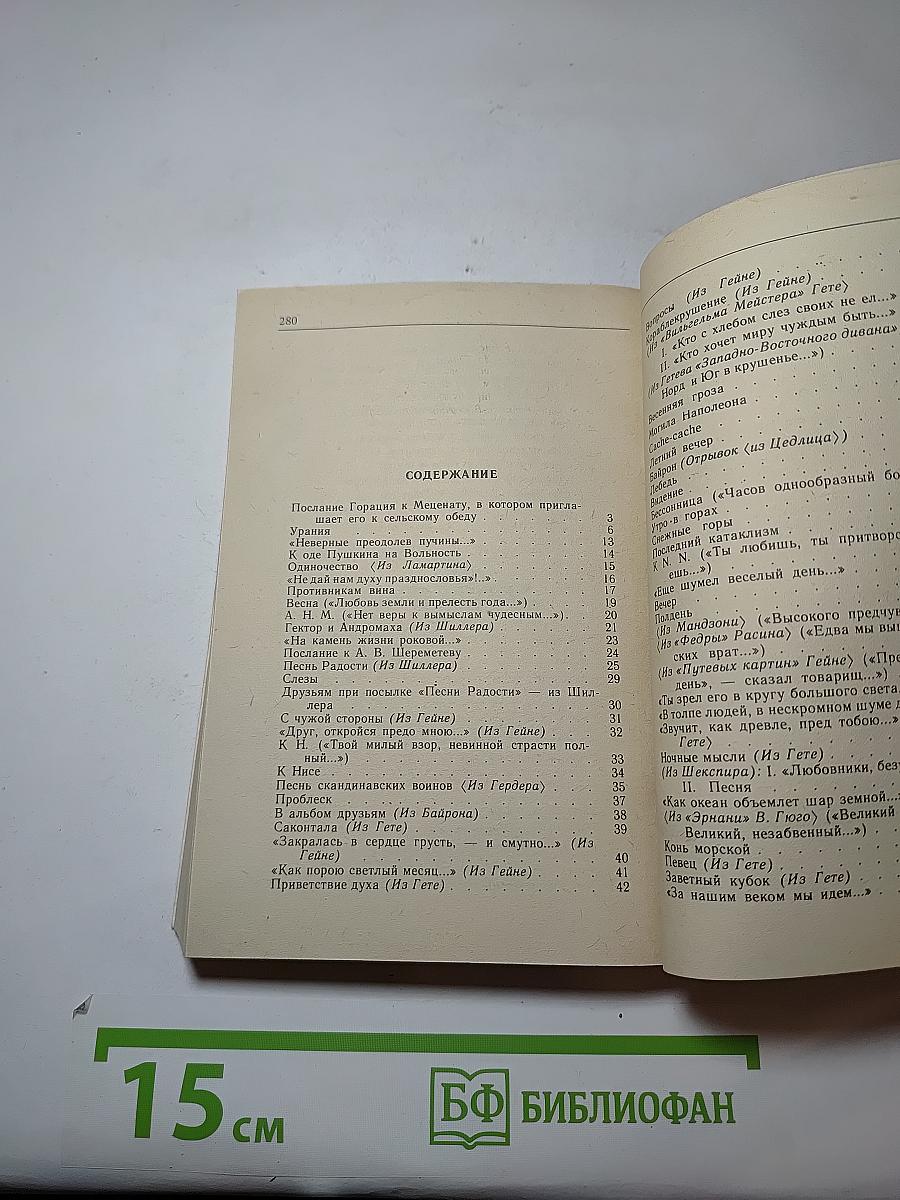 280
СОДЕРЖАНИЕ
Послание Горация к Меценату, в котором пригла-
шает его к сельскому обеду . . . . . . . . . . 3
Урания . . . . . . . . . . 6
«Неверные преодолев пучины...» . . . . . . . . . . 13
К оде Пушкина на Вольность . . . . . . . . . . 14
Одиночество ⟨Из Ламартина⟩ . . . . . . . . . . 15
«Не дай нам духу празднословья»!..» . . . . . . . . . . 16
Противникам вина . . . . . . . . . . 17
Весна («Любовь земли и прелесть года...») . . . . . . . . . . 19
А. Н. М. («Нет веры к вымыслам чудесным...») . . . . . 20
Гектор и Андромаха (Из Шиллера) . . . . . . . . . . 21
«На камень жизни роковой...» . . . . . . . . . . 23
Послание к А. В. Шереметеву . . . . . . . . . . 24
Песнь Радости (Из Шиллера) . . . . . . . . . . 25
Слезы . . . . . . . . . . 29
Друзьям при посылке «Песни Радости» — из Шил-
лера . . . . . . . . . . 30
С чужой стороны (Из Гейне) . . . . . . . . . . 31
«Друг, откройся предо мною...» (Из Гейне) . . . . . . . . . . 32
К Н. («Твой милый взор, невинной страсти пол-
ный...») . . . . . . . . . . 33
К Нисе . . . . . . . . . . 34
Песнь скандинавских воинов ⟨Из Гердера⟩ . . . . . . . . . . 35
Проблеск . . . . . . . . . . 37
В альбом друзьям (Из Байрона) . . . . . . . . . . 38
Саконтала (Из Гете) . . . . . . . . . . 39
«Закралась в сердце грусть, — и смутно...» (Из
Гейне) . . . . . . . . . . 40
«Как порою светлый месяц...» (Из Гейне) . . . . . . . . . . 41
Приветствие духа (Из Гете) . . . . . . . . . . 42
Вопросы (Из Гейне)
Кораблекрушение (Из Гейне)
⟨Из «Вильгельма Мейстера» Гете⟩
I. «Кто с хлебом слез своих не ел...»
II. «Кто хочет миру чуждым быть...»
⟨Из Гетева «Западно-Восточного дивана»
Норд и Юг в крушенье...»)
Весенняя гроза
Могила Наполеона
Cache-cache
Летний вечер
Байрон (Отрывок ⟨из Цедлица⟩)
Лебедь
Видение
Бессонница («Часов однообразный бо
Утро в горах
Снежные горы
Последний катаклизм
К N. N. («Ты любишь, ты притворс
ешь...»)
«Еще шумел веселый день...»
Вечер
Полдень
⟨Из Мандзони⟩ («Высокого предчув
⟨Из «Федры» Расина⟩ («Едва мы выш
ских врат...»)
⟨Из «Путевых картин» Гейне⟩ («Пре
день», — сказал товарищ...»)
«Ты зрел его в кругу большого света
«В толпе людей, в нескромном шуме д
«Звучит, как древле, пред тобою...»
Гете⟩
Ночные мысли (Из Гете)
(Из Шекспира): I. «Любовники, без
II. Песня
«Как океан объемлет шар земной...»
⟨Из «Эрнани» В. Гюго⟩ («Великий
Великий, незабвенный...»)
Конь морской
Певец (Из Гете)
Заветный кубок (Из Гете)
«За нашим веком мы идем...»
15 см
БФ БИБЛИОФАН